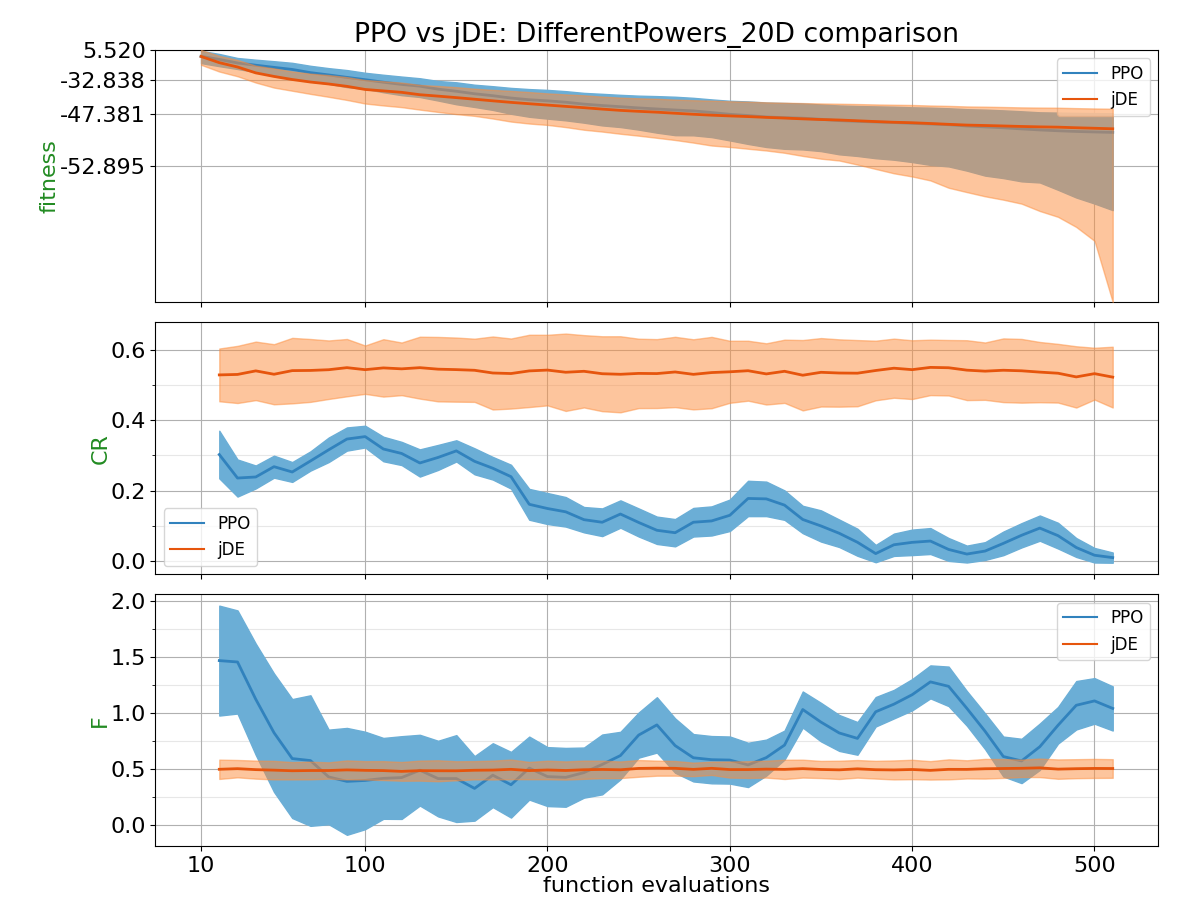 PPO vs jDE: DifferentPowers_20D comparison
5.520
-32.838
-47.381
-52.895
fitness
PPO
jDE
0.6
0.4
0.2
0.0
CR
PPO
jDE
2.0
1.5
1.0
0.5
0.0
F
PPO
jDE
10 100 200 300 400 500
function evaluations